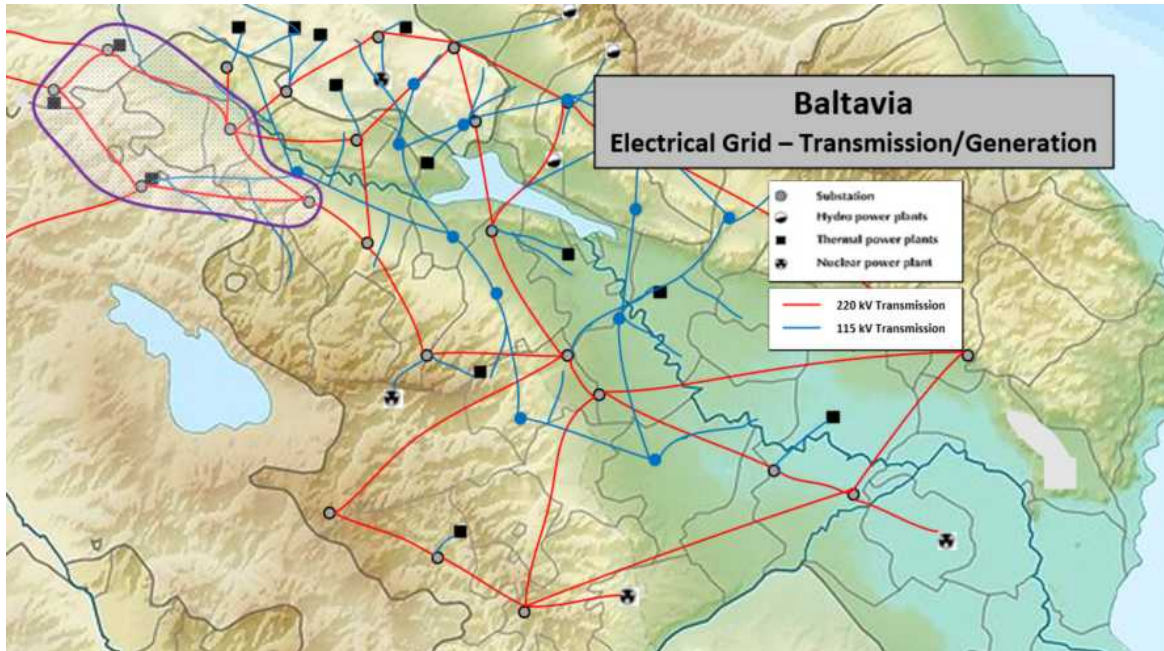 Baltavia
Electrical Grid – Transmission/Generation
Substation
Hydro power plants
Thermal power plants
Nuclear power plant
220 kV Transmission
115 kV Transmission